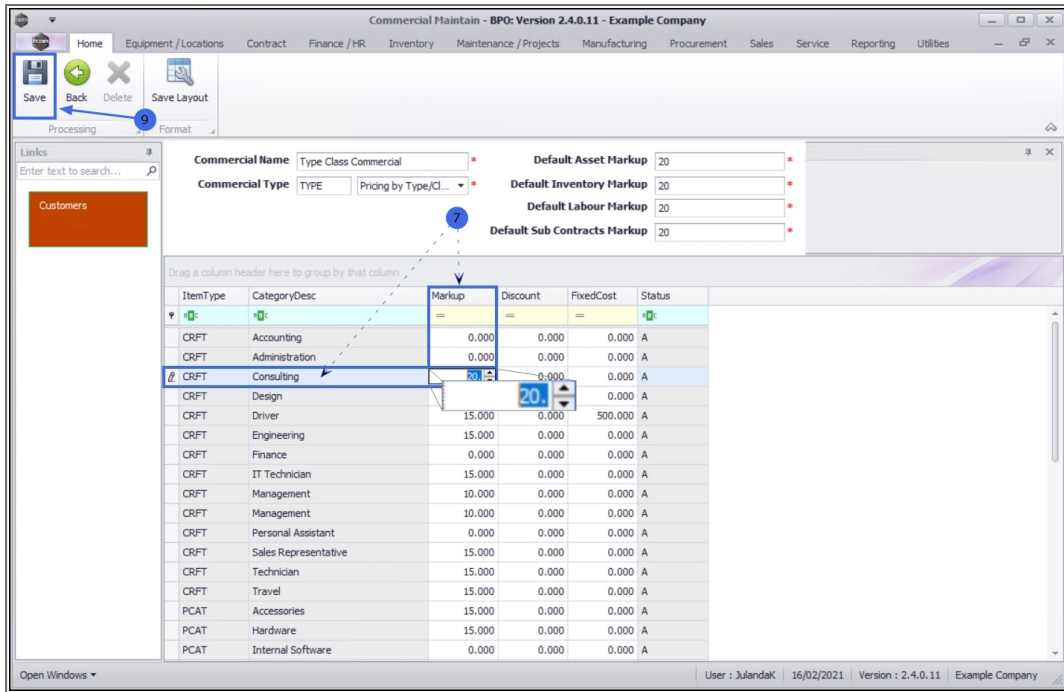 Commercial Maintain - BPO: Version 2.4.0.11 - Example Company
Home Equipment / Locations Contract Finance / HR Inventory Maintenance / Projects Manufacturing Procurement Sales Service Reporting Utilities
Save Back Delete Save Layout
9
Processing Format
Links
Enter text to search...
Customers
Commercial Name Type Class Commercial * Default Asset Markup 20 *
Commercial Type TYPE Pricing by Type/Cl... * Default Inventory Markup 20 *
Default Labour Markup 20 *
7
Default Sub Contracts Markup 20 *
Drag a column header here to group by that column
ItemType CategoryDesc Markup Discount FixedCost Status
= = =
CRFT Accounting 0.000 0.000 0.000 A
CRFT Administration 0.000 0.000 0.000 A
CRFT Consulting 20. 0.000 0.000 A
CRFT Design 20. 0.000 A
CRFT Driver 15.000 0.000 500.000 A
CRFT Engineering 15.000 0.000 0.000 A
CRFT Finance 0.000 0.000 0.000 A
CRFT IT Technician 15.000 0.000 0.000 A
CRFT Management 10.000 0.000 0.000 A
CRFT Management 10.000 0.000 0.000 A
CRFT Personal Assistant 0.000 0.000 0.000 A
CRFT Sales Representative 15.000 0.000 0.000 A
CRFT Technician 15.000 0.000 0.000 A
CRFT Travel 15.000 0.000 0.000 A
PCAT Accessories 15.000 0.000 0.000 A
PCAT Hardware 15.000 0.000 0.000 A
PCAT Internal Software 0.000 0.000 0.000 A
Open Windows User : JulandaK 16/02/2021 Version : 2.4.0.11 Example Company